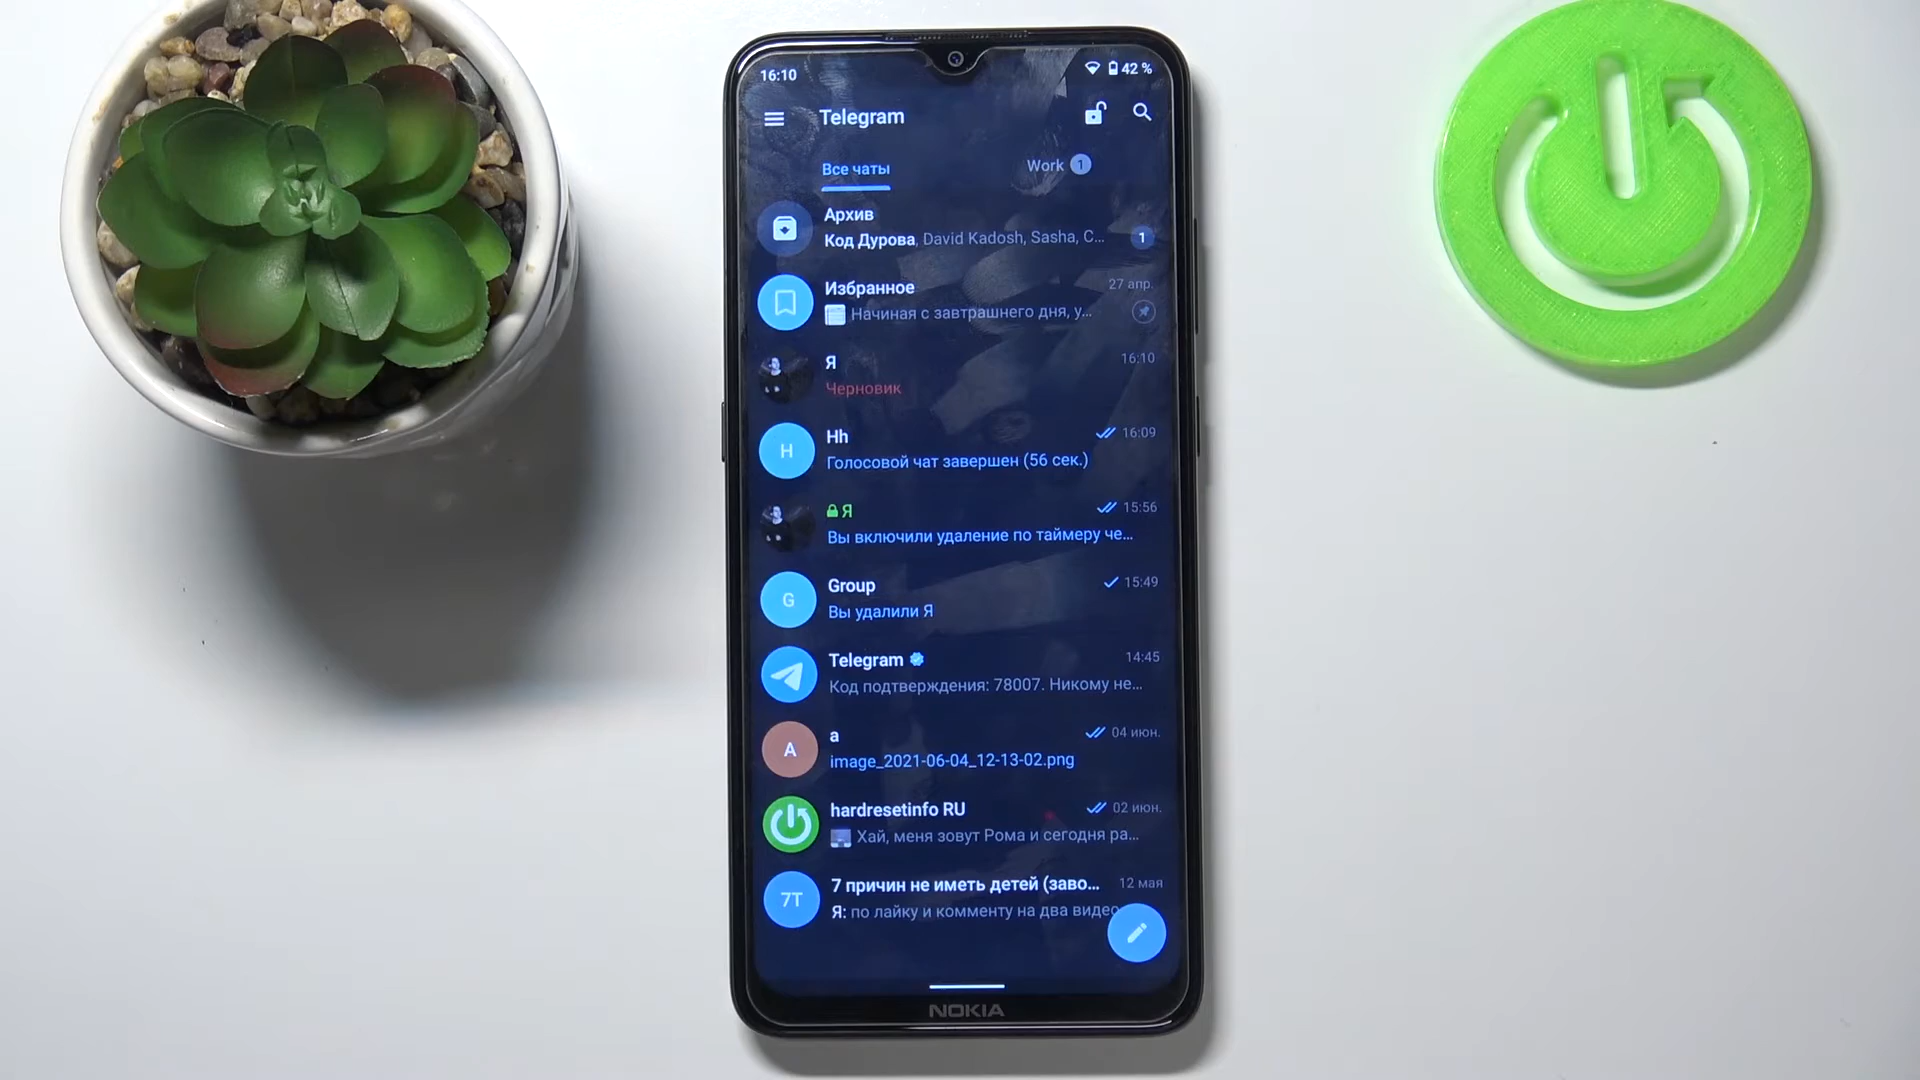 16:10
42 %
Telegram
Все чаты
Work 1
Архив
Код Дурова, David Kadosh, Sasha, C...
1
Избранное
27 апр.
Начиная с завтрашнего дня, у...
Я
16:10
Черновик
Hh
16:09
H
Голосовой чат завершен (56 сек.)
Я
15:56
Вы включили удаление по таймеру че...
Group
15:49
G
Вы удалили Я
Telegram
14:45
Код подтверждения: 78007. Никому не...
a
04 июн.
A
image_2021-06-04_12-13-02.png
hardresetinfo RU
02 июн.
Хай, меня зовут Рома и сегодня ра...
7 причин не иметь детей (заво...
12 мая
7T
Я: по лайку и комменту на два видео
NOKIA